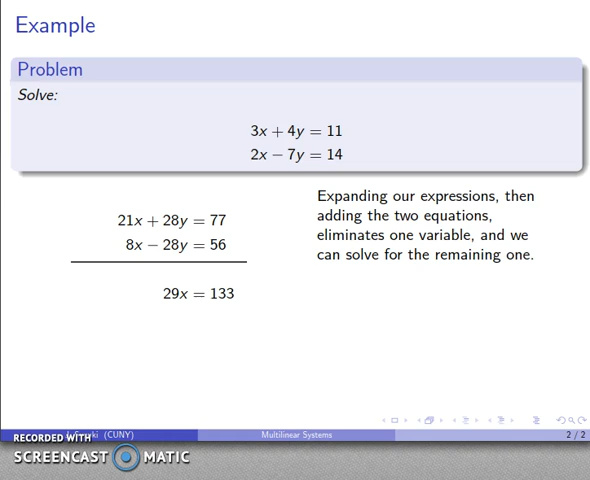 Example
Problem
Solve:
3x + 4y = 11
2x − 7y = 14
Expanding our expressions, then
adding the two equations,
eliminates one variable, and we
can solve for the remaining one.
21x + 28y = 77
8x − 28y = 56
29x = 133
(CUNY)
Multilinear Systems
2 / 2
RECORDED WITH
SCREENCAST MATIC